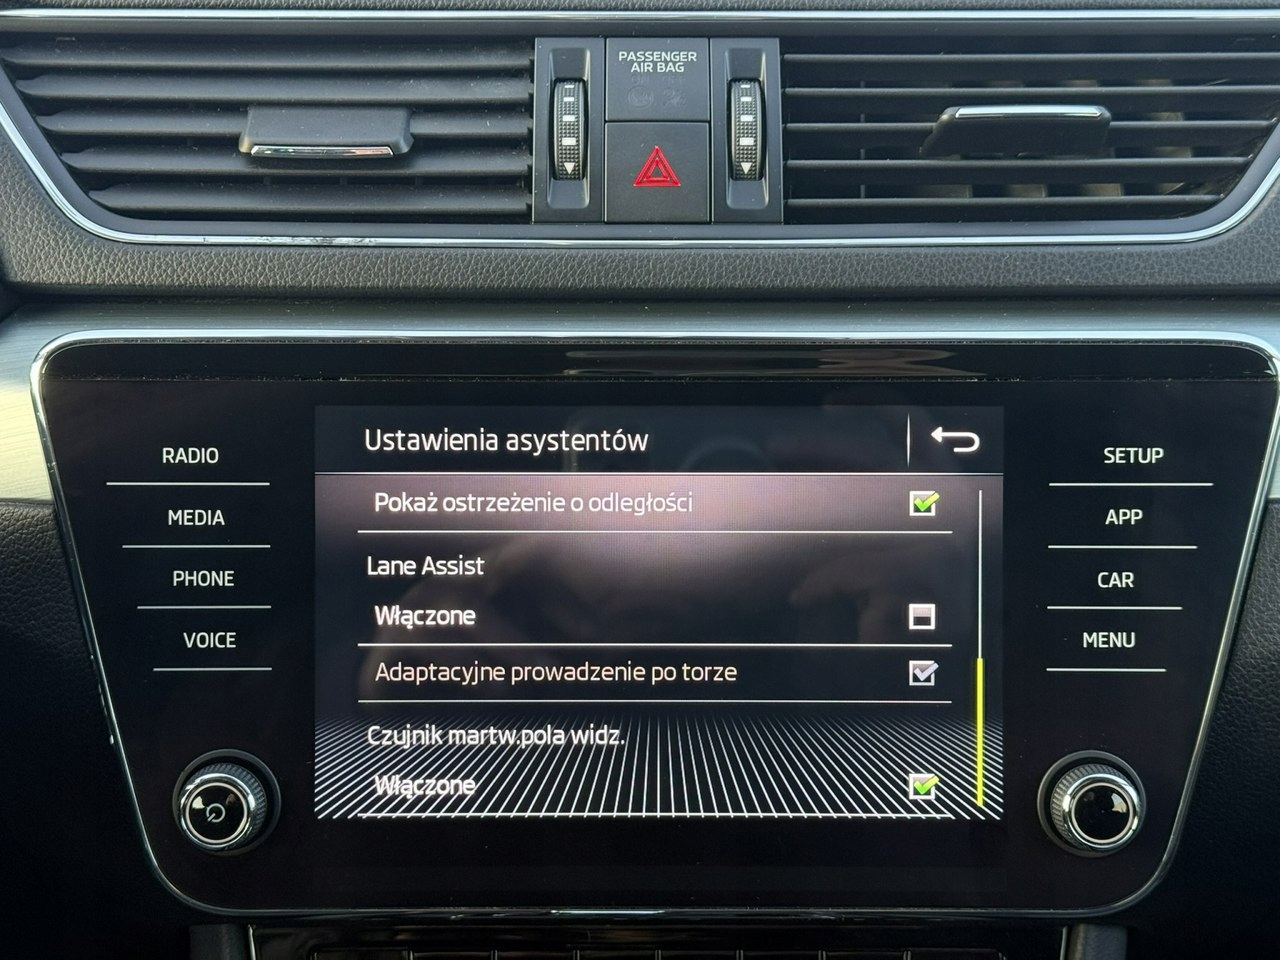 PASSENGER
AIR BAG
RADIO
MEDIA
PHONE
VOICE
Ustawienia asystentów
Pokaż ostrzeżenie o odległości
Lane Assist
Włączone
Adaptacyjne prowadzenie po torze
Czujnik martw.pola widz.
Włączone
SETUP
APP
CAR
MENU